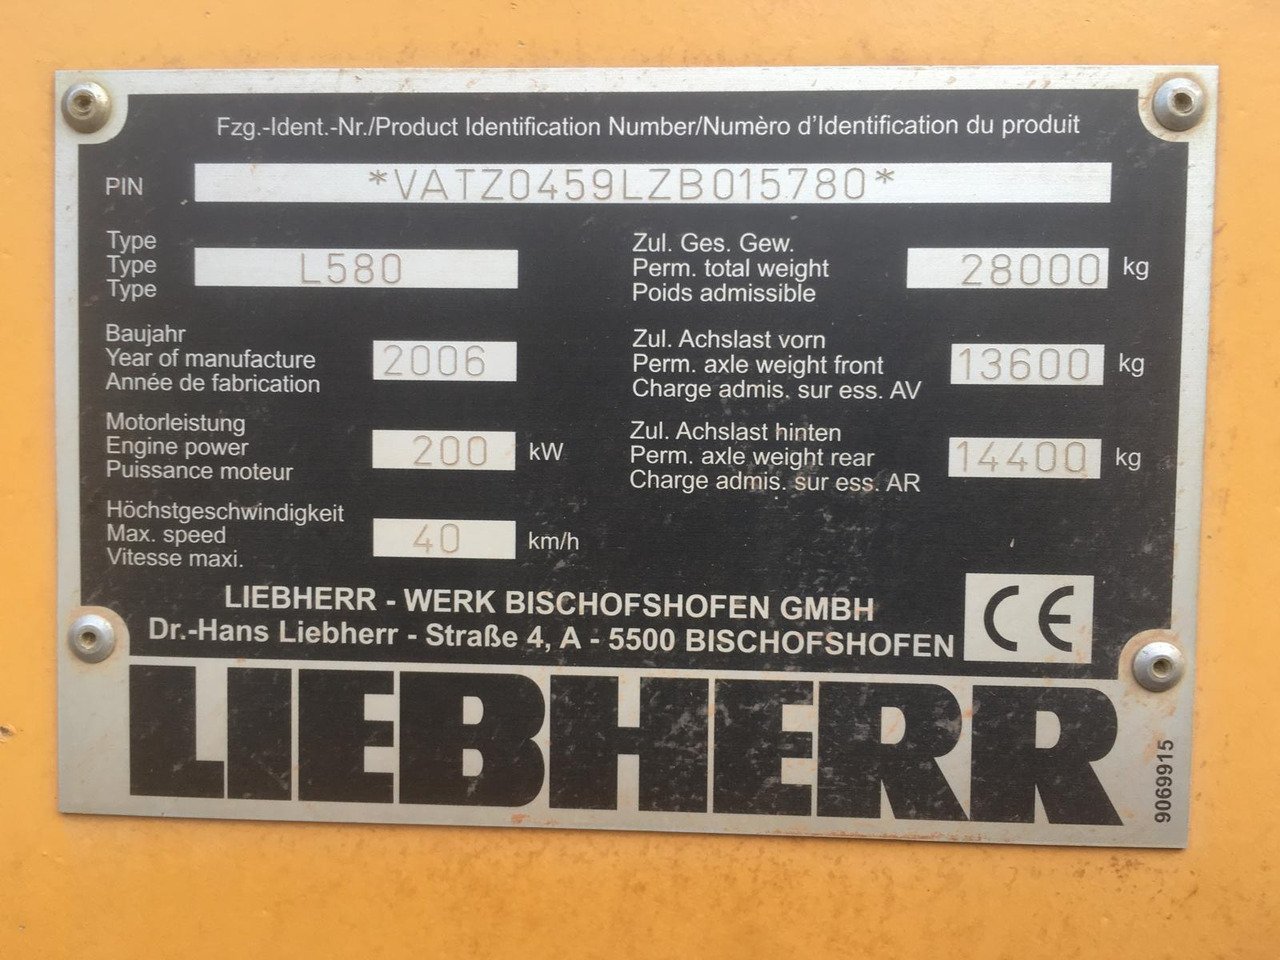 Fzg.-Ident.-Nr./Product Identification Number/Numèro d'Identification du produit
PIN *VATZ0459LZB015780*
Type
Type L580
Type
Zul. Ges. Gew.
Perm. total weight 28000 kg
Poids admissible
Baujahr
Year of manufacture 2006
Année de fabrication
Zul. Achslast vorn
Perm. axle weight front 13600 kg
Charge admis. sur ess. AV
Motorleistung
Engine power 200 kW
Puissance moteur
Zul. Achslast hinten
Perm. axle weight rear 14400 kg
Charge admis. sur ess. AR
Höchstgeschwindigkeit
Max. speed 40 km/h
Vitesse maxi.
LIEBHERR - WERK BISCHOFSHOFEN GMBH
Dr.-Hans Liebherr - Straße 4, A - 5500 BISCHOFSHOFEN
CE
LIEBHERR
9069915